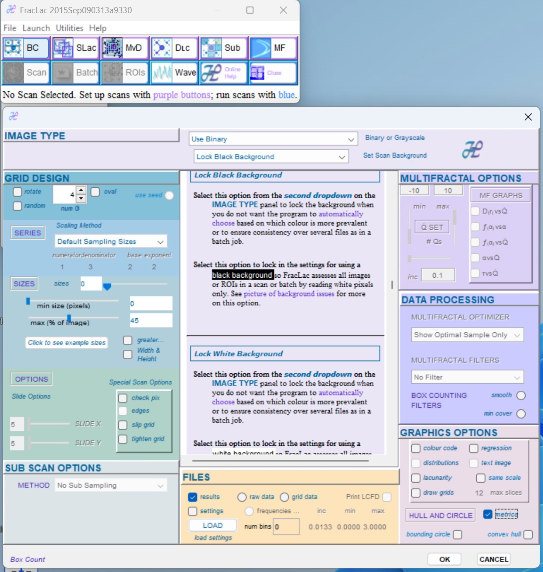 FracLac 2015Sep090313a9330
File Launch Utilities Help
BC SLac MvD DLc Sub MF
Scan Batch ROIs Wave Online Help Close
No Scan Selected. Set up scans with purple buttons; run scans with blue.
IMAGE TYPE
Use Binary
Binary or Grayscale
Lock Black Background
Set Scan Background
GRID DESIGN
rotate
4
oval
use seed
random
num G
SERIES
Scaling Method
Default Sampling Sizes
numerator/denominator base exponent
1 3 2 2
SIZES
sizes 0
min size (pixels) 0
max (% of image) 45
Click to see example sizes
greater...
Width & Height
OPTIONS
Special Scan Options
Slide Options
check pix
edges
5 SLIDE X
slip grid
5 SLIDE Y
tighten grid
SUB SCAN OPTIONS
METHOD No Sub Sampling
Box Count
Lock Black Background
Select this option from the second dropdown on the
IMAGE TYPE panel to lock the background when
you do not want the program to automatically
choose based on which colour is more prevalent
or to ensure consistency over several files as in a
batch job.
Select this option to lock in the settings for using a
black background so FracLac assesses all images
or ROIs in a scan or batch by reading white pixels
only. See picture of background issues for more
on this option.
Lock White Background
Select this option from the second dropdown on the
IMAGE TYPE panel to lock the background when
you do not want the program to automatically
choose based on which colour is more prevalent
or to ensure consistency over several files as in a
batch job.
Select this option to lock in the settings for using a
white background so FracLac assesses all images
FILES
results raw data grid data Print LCFD
settings frequencies ... inc min max
LOAD num bins 0 0.0133 0.0000 3.0000
load settings
MULTIFRACTAL OPTIONS
-10 10
min max
Q SET
# Qs
inc 0.1
MF GRAPHS
DvsQ
fvsα
fvsQ
αvsQ
τvsQ
DATA PROCESSING
MULTIFRACTAL OPTIMIZER
Show Optimal Sample Only
MULTIFRACTAL FILTERS
No Filter
BOX COUNTING FILTERS
smooth
min cover
GRAPHICS OPTIONS
colour code regression
distributions text image
lacunarity same scale
draw grids 12 max slices
HULL AND CIRCLE metrics
bounding circle convex hull
OK CANCEL